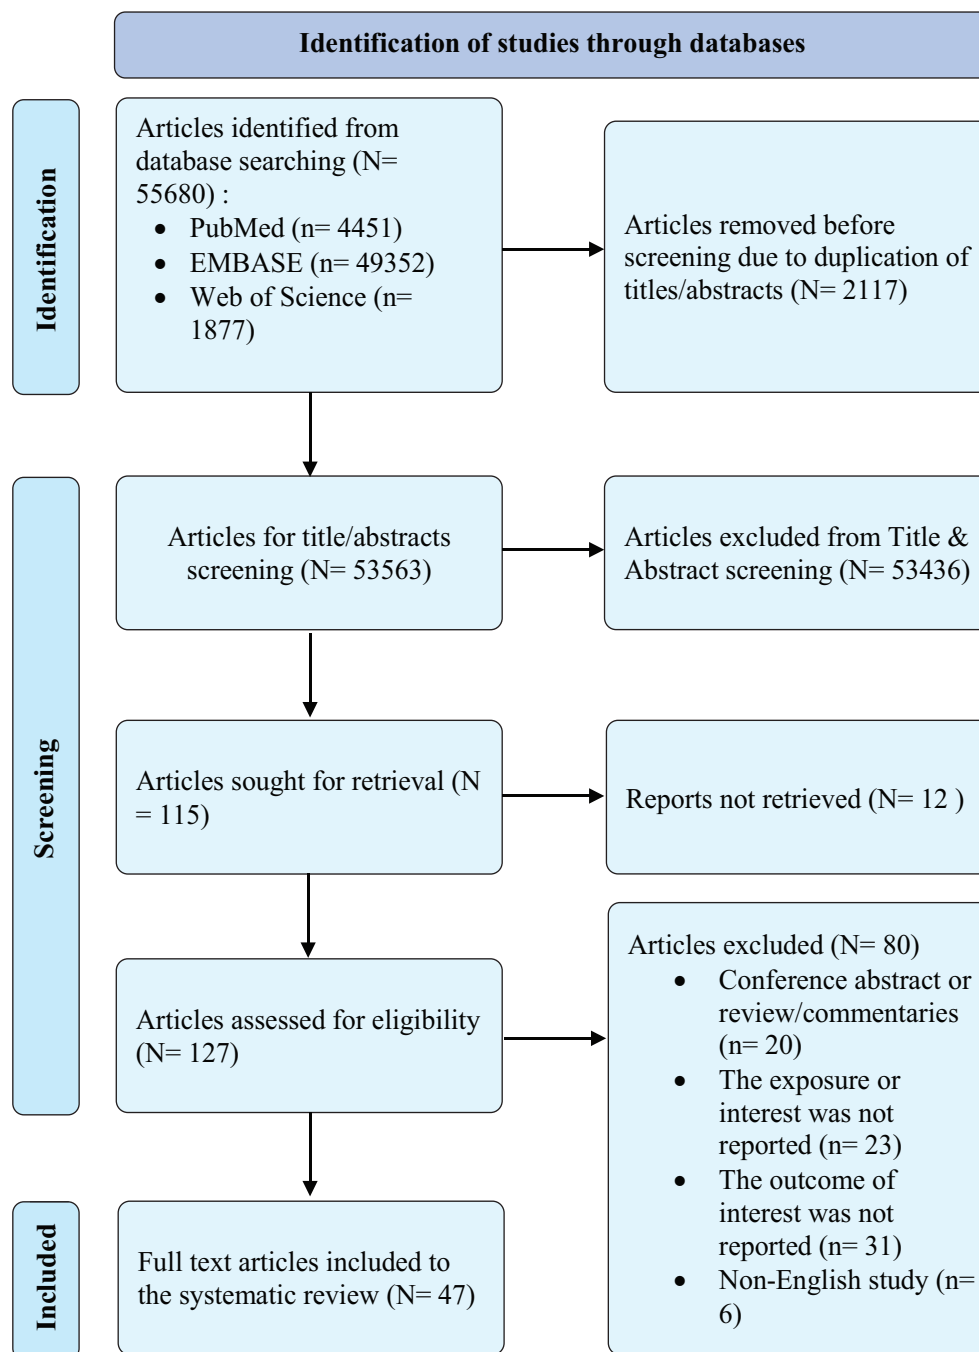 Identification of studies through databases
Identification
Articles identified from
database searching (N=
55680) :
• PubMed (n= 4451)
• EMBASE (n= 49352)
• Web of Science (n=
1877)
Articles removed before
screening due to duplication of
titles/abstracts (N= 2117)
Screening
Articles for title/abstracts
screening (N= 53563)
Articles excluded from Title &
Abstract screening (N= 53436)
Articles sought for retrieval (N
= 115)
Reports not retrieved (N= 12 )
Articles assessed for eligibility
(N= 127)
Articles excluded (N= 80)
• Conference abstract or
review/commentaries
(n= 20)
• The exposure or
interest was not
reported (n= 23)
• The outcome of
interest was not
reported (n= 31)
• Non-English study (n=
6)
Included
Full text articles included to
the systematic review (N= 47)